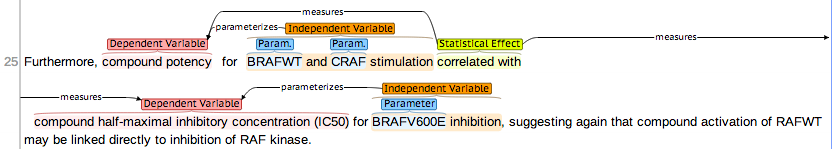 measures
parameterizes Independent Variable
Dependent Variable Param. Param. Statistical Effect measures
25 Furthermore, compound potency for BRAFWT and CRAF stimulation correlated with
measures parameterizes Independent Variable
Dependent Variable Parameter
compound half-maximal inhibitory concentration (IC50) for BRAFV600E inhibition, suggesting again that compound activation of RAFWT
may be linked directly to inhibition of RAF kinase.